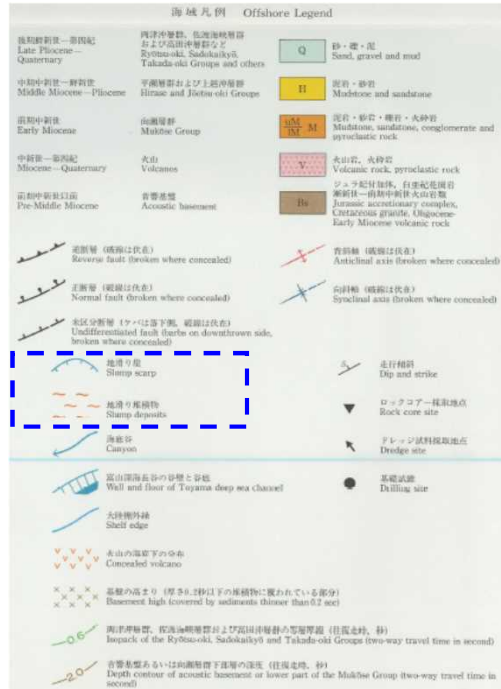 海域凡例 Offshore Legend
後期鮮新世—第四紀
Late Pliocene—
Quaternary
両津沖層群，佐渡海峡層群
および高田沖層群など
Ryōtsu-oki, Sadokaikyō,
Takada-oki Groups and others
Q
砂・礫・泥
Sand, gravel and mud
中期中新世—鮮新世
Middle Miocene—Pliocene
平瀬層群および上越沖層群
Hirase and Jōetsu-oki Groups
H
泥岩・砂岩
Mudstone and sandstone
前期中新世
Early Miocene
向瀬層群
Mukōse Group
uM
lM
M
泥岩・砂岩・礫岩・火砕岩
Mudstone, sandstone, conglomerate and
pyroclastic rock
中新世—第四紀
Miocene—Quaternary
火山
Volcanos
V
火山岩，火砕岩
Volcanic rock, pyroclastic rock
前期中新世以前
Pre-Middle Miocene
音響基盤
Acoustic basement
Bs
ジュラ紀付加体，白亜紀花崗岩
漸新世—前期中新世火山岩類
Jurassic accretionary complex,
Cretaceous granite, Oligocene-
Early Miocene volcanic rock
逆断層（破線は伏在）
Reverse fault (broken where concealed)
背斜軸（破線は伏在）
Anticlinal axis (broken where concealed)
正断層（破線は伏在）
Normal fault (broken where concealed)
向斜軸（破線は伏在）
Synclinal axis (broken where concealed)
未区分断層（ケバは落下側，破線は伏在）
Undifferentiated fault (barbs on downthrown side,
broken where concealed)
地滑り崖
Slump scarp
5
走行傾斜
Dip and strike
地滑り堆積物
Slump deposits
ロックコアー採取地点
Rock core site
海底谷
Canyon
ドレッジ試料採取地点
Dredge site
富山深海長谷の谷壁と谷底
Wall and floor of Toyama deep sea channel
基礎試錐
Drilling site
大陸棚外縁
Shelf edge
火山の海底下の分布
Concealed volcano
基盤の高まり（厚さ0.2秒以下の堆積物に覆われている部分）
Basement high (covered by sediments thinner than 0.2 sec)
0.6
両津沖層群，佐渡海峡層群および高田沖層群の等層厚線（往復走時，秒）
Isopack of the Ryōtsu-oki, Sadokaikyō and Takada-oki Groups (two-way travel time in second)
2.0
音響基盤あるいは向瀬層群下部層の深度（往復走時，秒）
Depth contour of acoustic basement or lower part of the Mukōse Group (two-way travel time in
second)